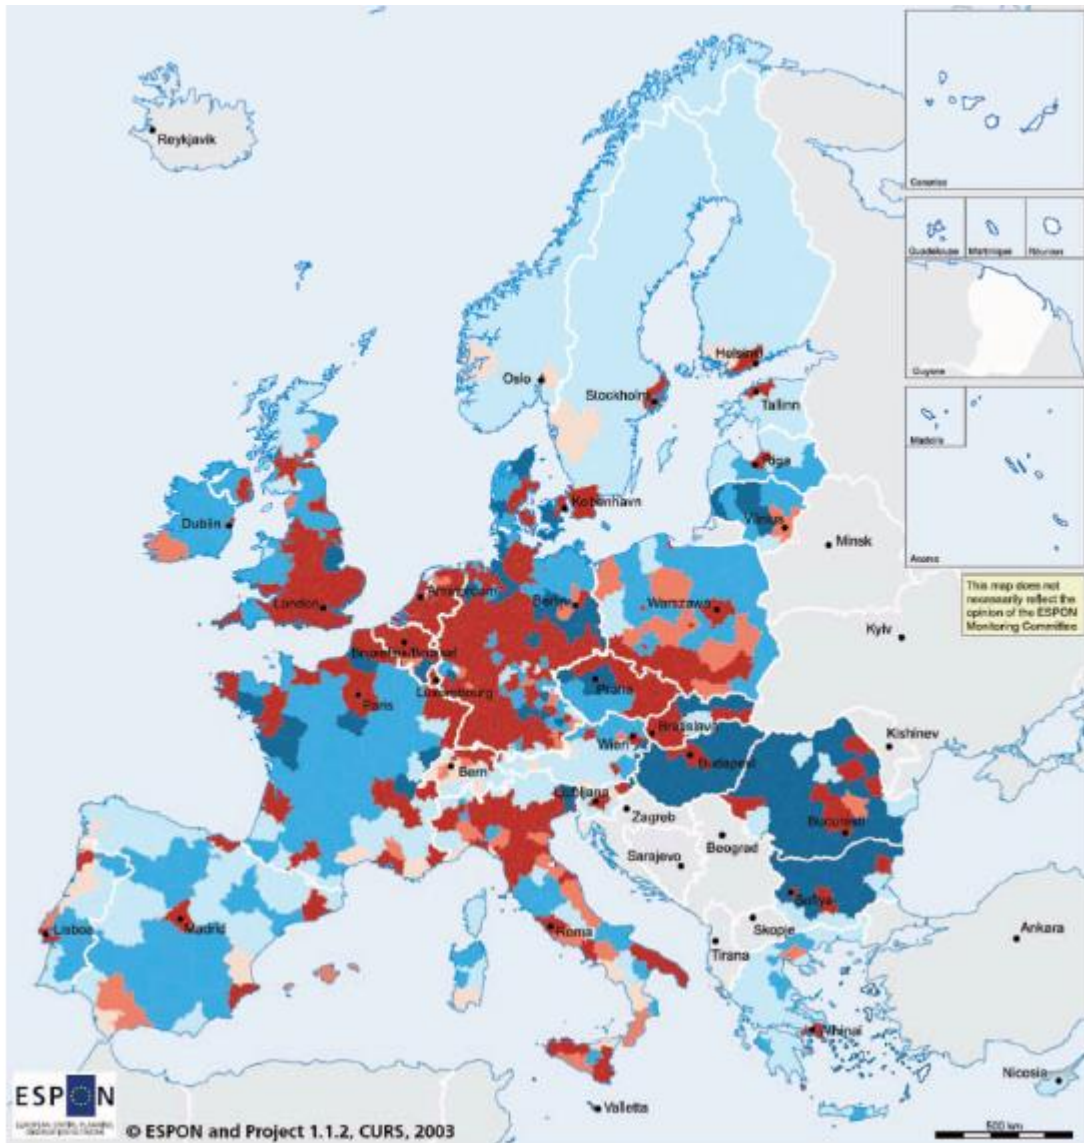 Reykjavik
Canarias
Guadeloupe
Martinique
Réunion
Guyane
Madeira
Helsinki
Oslo
Stockholm
Tallinn
Riga
København
Vilnius
Minsk
This map does not
necessarily reflect the
opinion of the ESPON
Monitoring Committee
Dublin
London
Amsterdam
Berlin
Warszawa
Kyiv
Luxembourg
Praha
Paris
Wien
Bratislava
Budapest
Kishinev
Bern
Ljubljana
Zagreb
Beograd
Bucuresti
Sarajevo
Sofiya
Skopje
Tirana
Lisboa
Madrid
Roma
Ankara
Athinai
Nicosia
Valletta
ESPON
© ESPON and Project 1.1.2, CURS, 2003
500 km